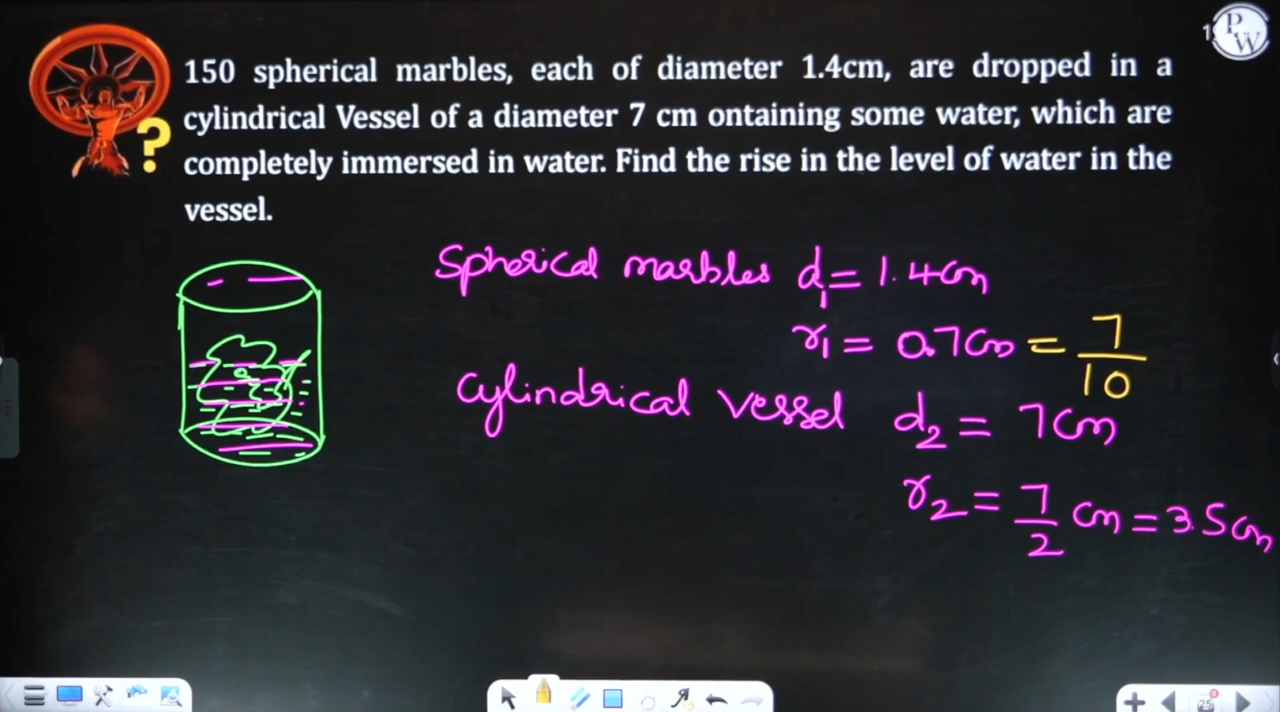 150 spherical marbles, each of diameter 1.4cm, are dropped in a
cylindrical Vessel of a diameter 7 cm ontaining some water, which are
completely immersed in water. Find the rise in the level of water in the
vessel.
?
PW
Spherical marbles d₁ = 1.4cm
r₁ = 0.7cm = 7/10
Cylindrical vessel d₂ = 7cm
r₂ = 7/2 cm = 3.5cm
25